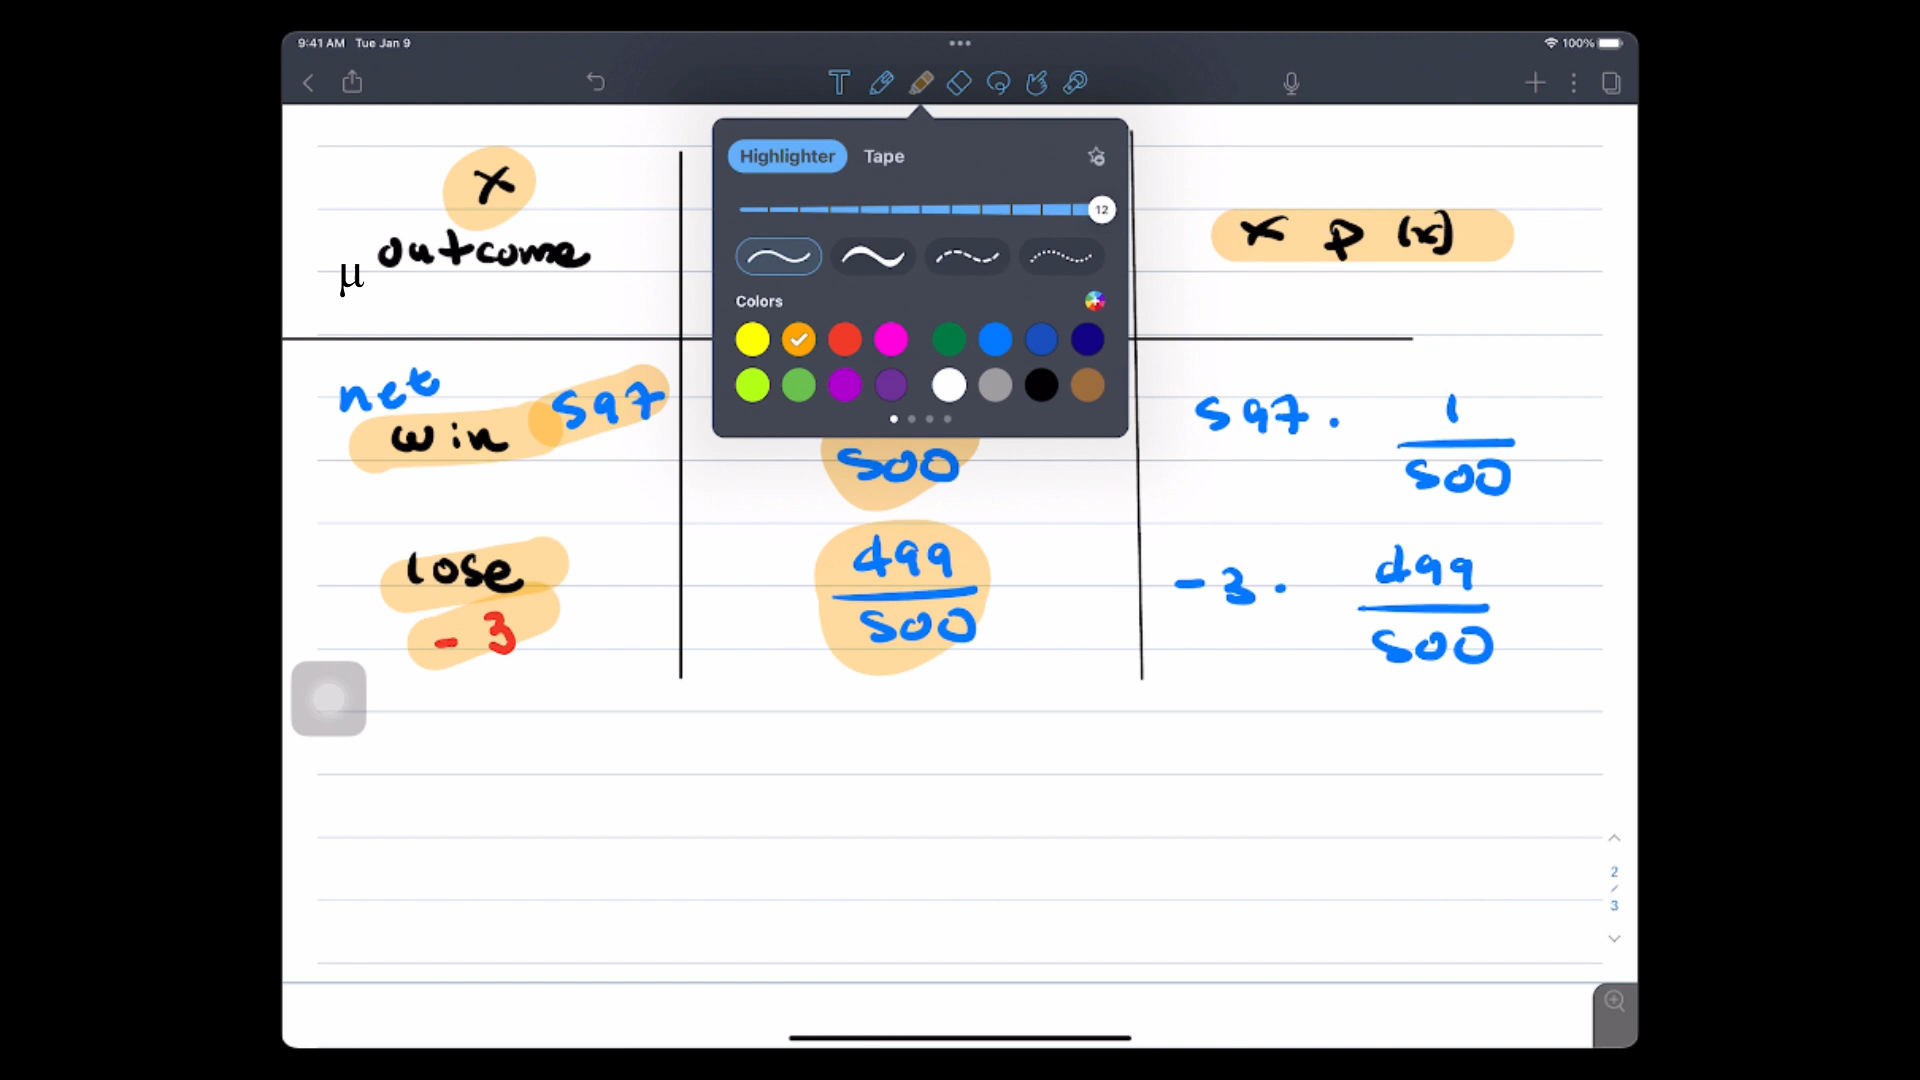 9:41 AM Tue Jan 9
100%
Highlighter Tape
12
Colors
x
outcome
μ
x p (x)
net
win 597
500
597 · 1/500
lose
- 3
499/500
- 3 · 499/500
2
/
3